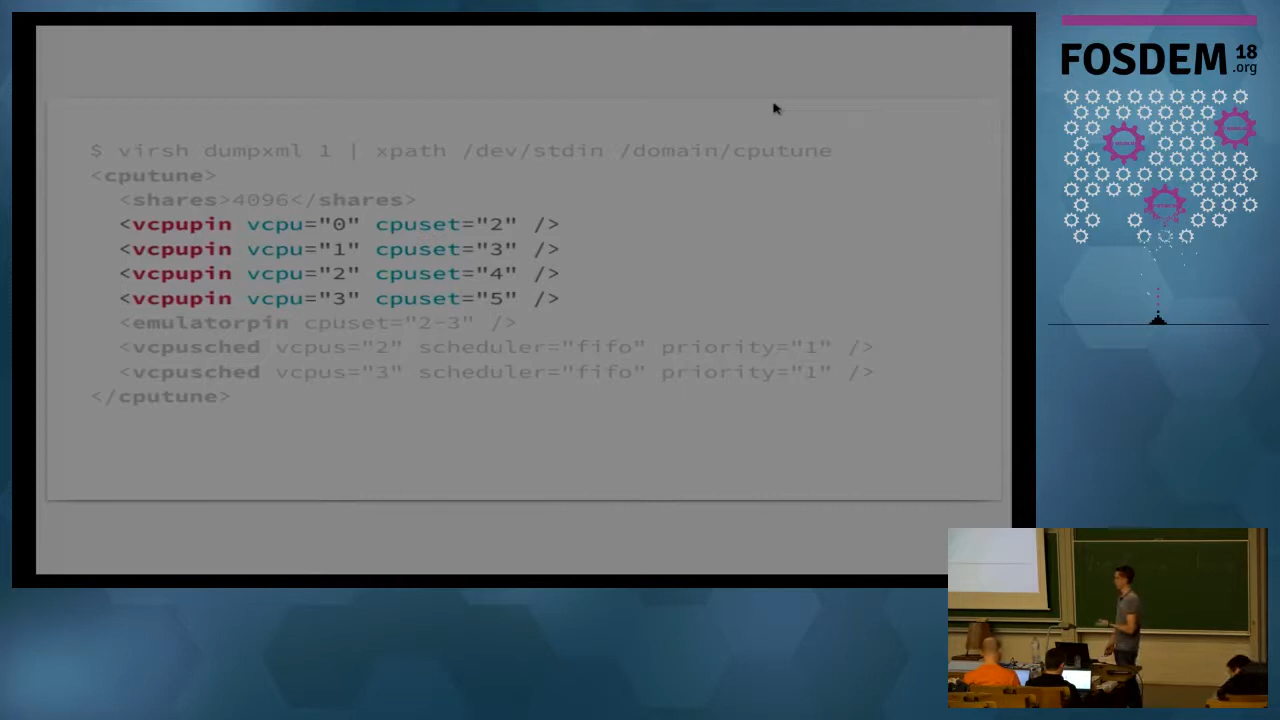 $ virsh dumpxml 1 | xpath /dev/stdin /domain/cputune
<cputune>
<shares>4096</shares>
<vcpupin vcpu="0" cpuset="2" />
<vcpupin vcpu="1" cpuset="3" />
<vcpupin vcpu="2" cpuset="4" />
<vcpupin vcpu="3" cpuset="5" />
<emulatorpin cpuset="2-3" />
<vcpusched vcpus="2" scheduler="fifo" priority="1" />
<vcpusched vcpus="3" scheduler="fifo" priority="1" />
</cputune>
FOSDEM 18
.org